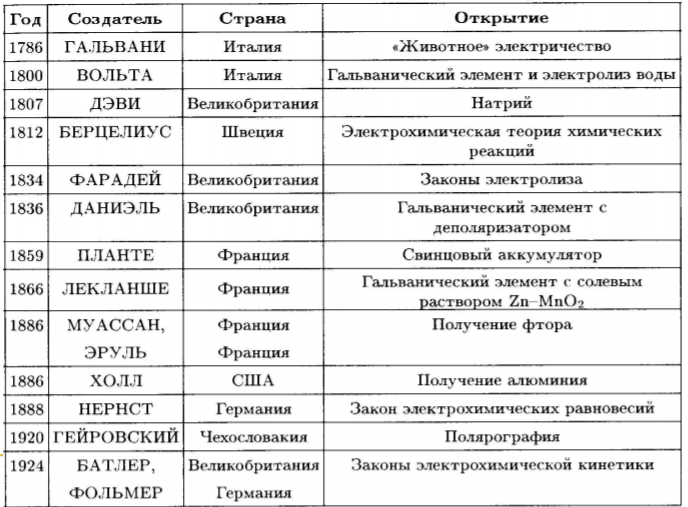 Год Создатель Страна Открытие
1786 ГАЛЬВАНИ Италия «Животное» электричество
1800 ВОЛЬТА Италия Гальванический элемент и электролиз воды
1807 ДЭВИ Великобритания Натрий
1812 БЕРЦЕЛИУС Швеция Электрохимическая теория химических
реакций
1834 ФАРАДЕЙ Великобритания Законы электролиза
1836 ДАНИЭЛЬ Великобритания Гальванический элемент с
деполяризатором
1859 ПЛАНТЕ Франция Свинцовый аккумулятор
1866 ЛЕКЛАНШЕ Франция Гальванический элемент с солевым
раствором Zn–MnO₂
1886 МУАССАН, Франция Получение фтора
ЭРУЛЬ Франция
1886 ХОЛЛ США Получение алюминия
1888 НЕРНСТ Германия Закон электрохимических равновесий
1920 ГЕЙРОВСКИЙ Чехословакия Полярография
1924 БАТЛЕР, Великобритания Законы электрохимической кинетики
ФОЛЬМЕР Германия